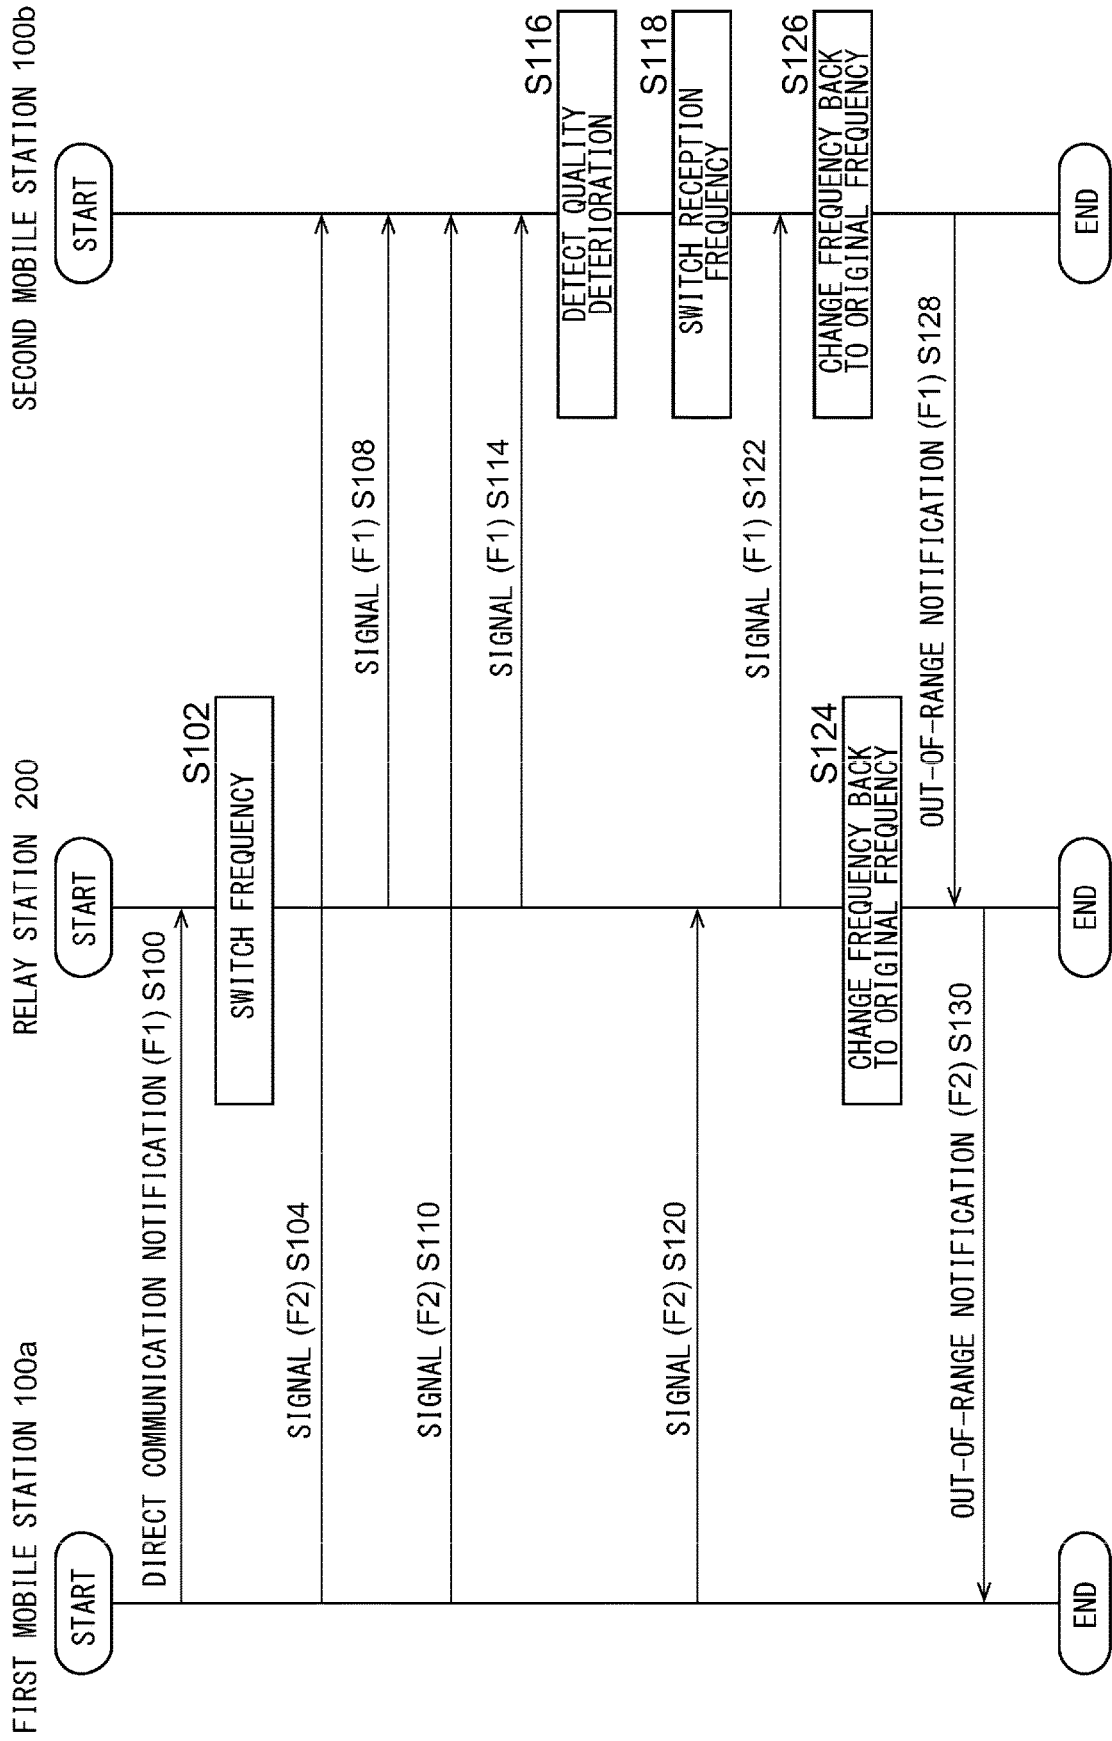 FIRST MOBILE STATION 100a
RELAY STATION 200
SECOND MOBILE STATION 100b
START
START
START
DIRECT COMMUNICATION NOTIFICATION (F1) S100
S102
SWITCH FREQUENCY
SIGNAL (F2) S104
SIGNAL (F1) S108
SIGNAL (F2) S110
SIGNAL (F1) S114
S116
DETECT QUALITY
DETERIORATION
S118
SWITCH RECEPTION
FREQUENCY
SIGNAL (F2) S120
SIGNAL (F1) S122
S124
CHANGE FREQUENCY BACK
TO ORIGINAL FREQUENCY
S126
CHANGE FREQUENCY BACK
TO ORIGINAL FREQUENCY
OUT-OF-RANGE NOTIFICATION (F1) S128
OUT-OF-RANGE NOTIFICATION (F2) S130
END
END
END